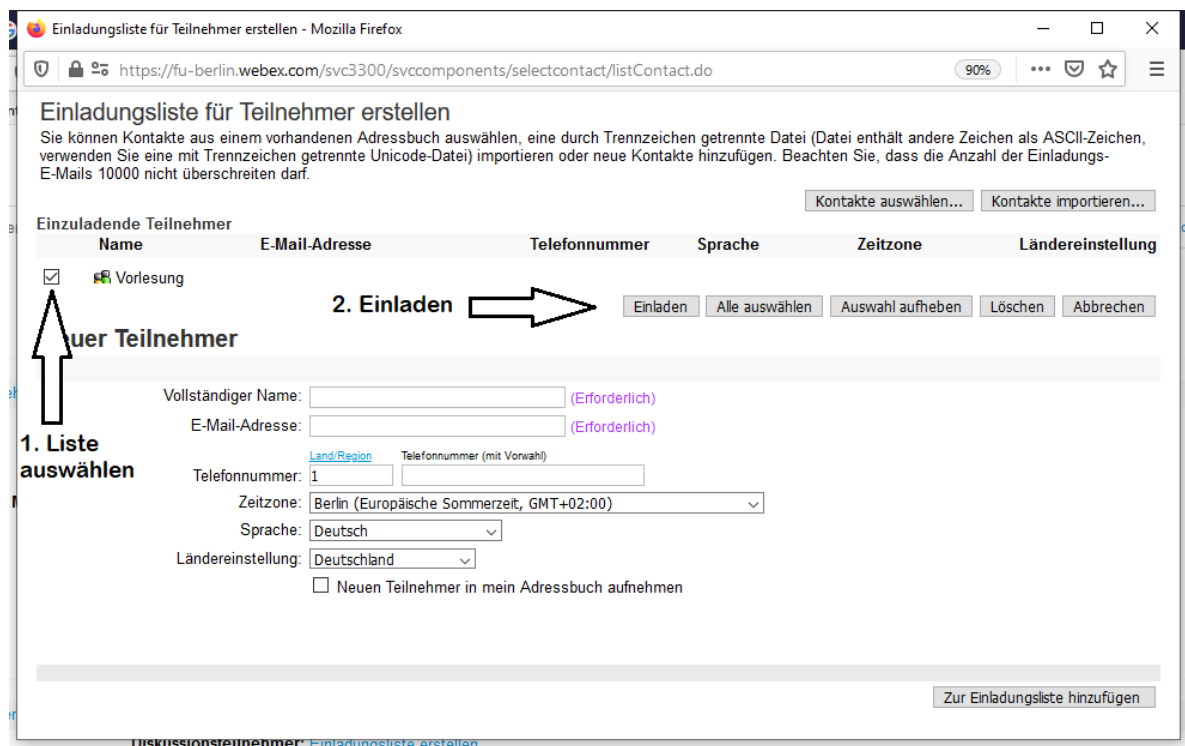 Einladungsliste für Teilnehmer erstellen - Mozilla Firefox
https://fu-berlin.webex.com/svc3300/svccomponents/selectcontact/listContact.do
90%
Einladungsliste für Teilnehmer erstellen
Sie können Kontakte aus einem vorhandenen Adressbuch auswählen, eine durch Trennzeichen getrennte Datei (Datei enthält andere Zeichen als ASCII-Zeichen,
verwenden Sie eine mit Trennzeichen getrennte Unicode-Datei) importieren oder neue Kontakte hinzufügen. Beachten Sie, dass die Anzahl der Einladungs-
E-Mails 10000 nicht überschreiten darf.
Kontakte auswählen... Kontakte importieren...
Einzuladende Teilnehmer
Name E-Mail-Adresse Telefonnummer Sprache Zeitzone Ländereinstellung
Vorlesung
2. Einladen Einladen Alle auswählen Auswahl aufheben Löschen Abbrechen
uer Teilnehmer
Vollständiger Name: (Erforderlich)
E-Mail-Adresse: (Erforderlich)
1. Liste
auswählen
Land/Region Telefonnummer (mit Vorwahl)
Telefonnummer: 1
Zeitzone: Berlin (Europäische Sommerzeit, GMT+02:00)
Sprache: Deutsch
Ländereinstellung: Deutschland
Neuen Teilnehmer in mein Adressbuch aufnehmen
Zur Einladungsliste hinzufügen
Diskussionsteilnehmer: Einladungsliste erstellen